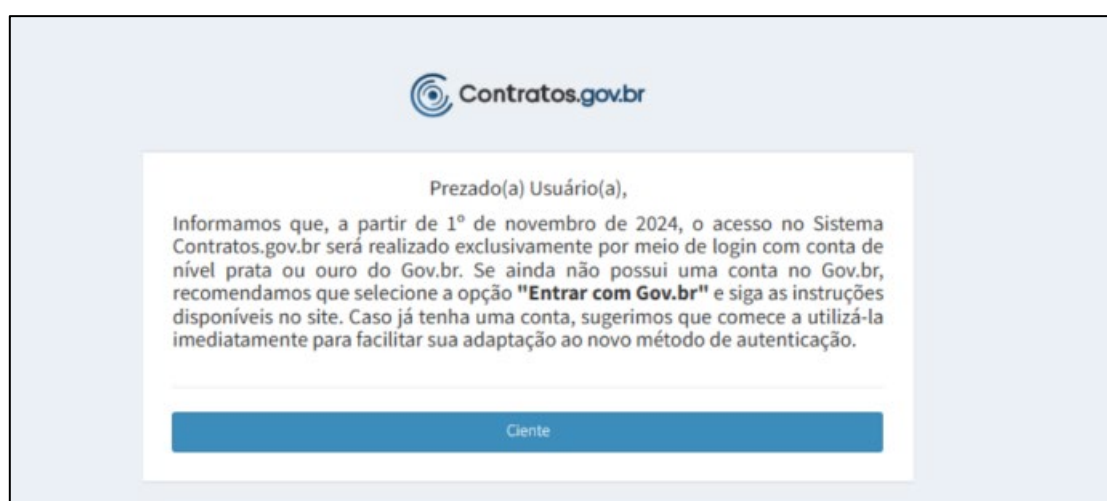 Contratos.gov.br
Prezado(a) Usuário(a),
Informamos que, a partir de 1º de novembro de 2024, o acesso no Sistema
Contratos.gov.br será realizado exclusivamente por meio de login com conta de
nível prata ou ouro do Gov.br. Se ainda não possui uma conta no Gov.br,
recomendamos que selecione a opção "Entrar com Gov.br" e siga as instruções
disponíveis no site. Caso já tenha uma conta, sugerimos que comece a utilizá-la
imediatamente para facilitar sua adaptação ao novo método de autenticação.
Ciente